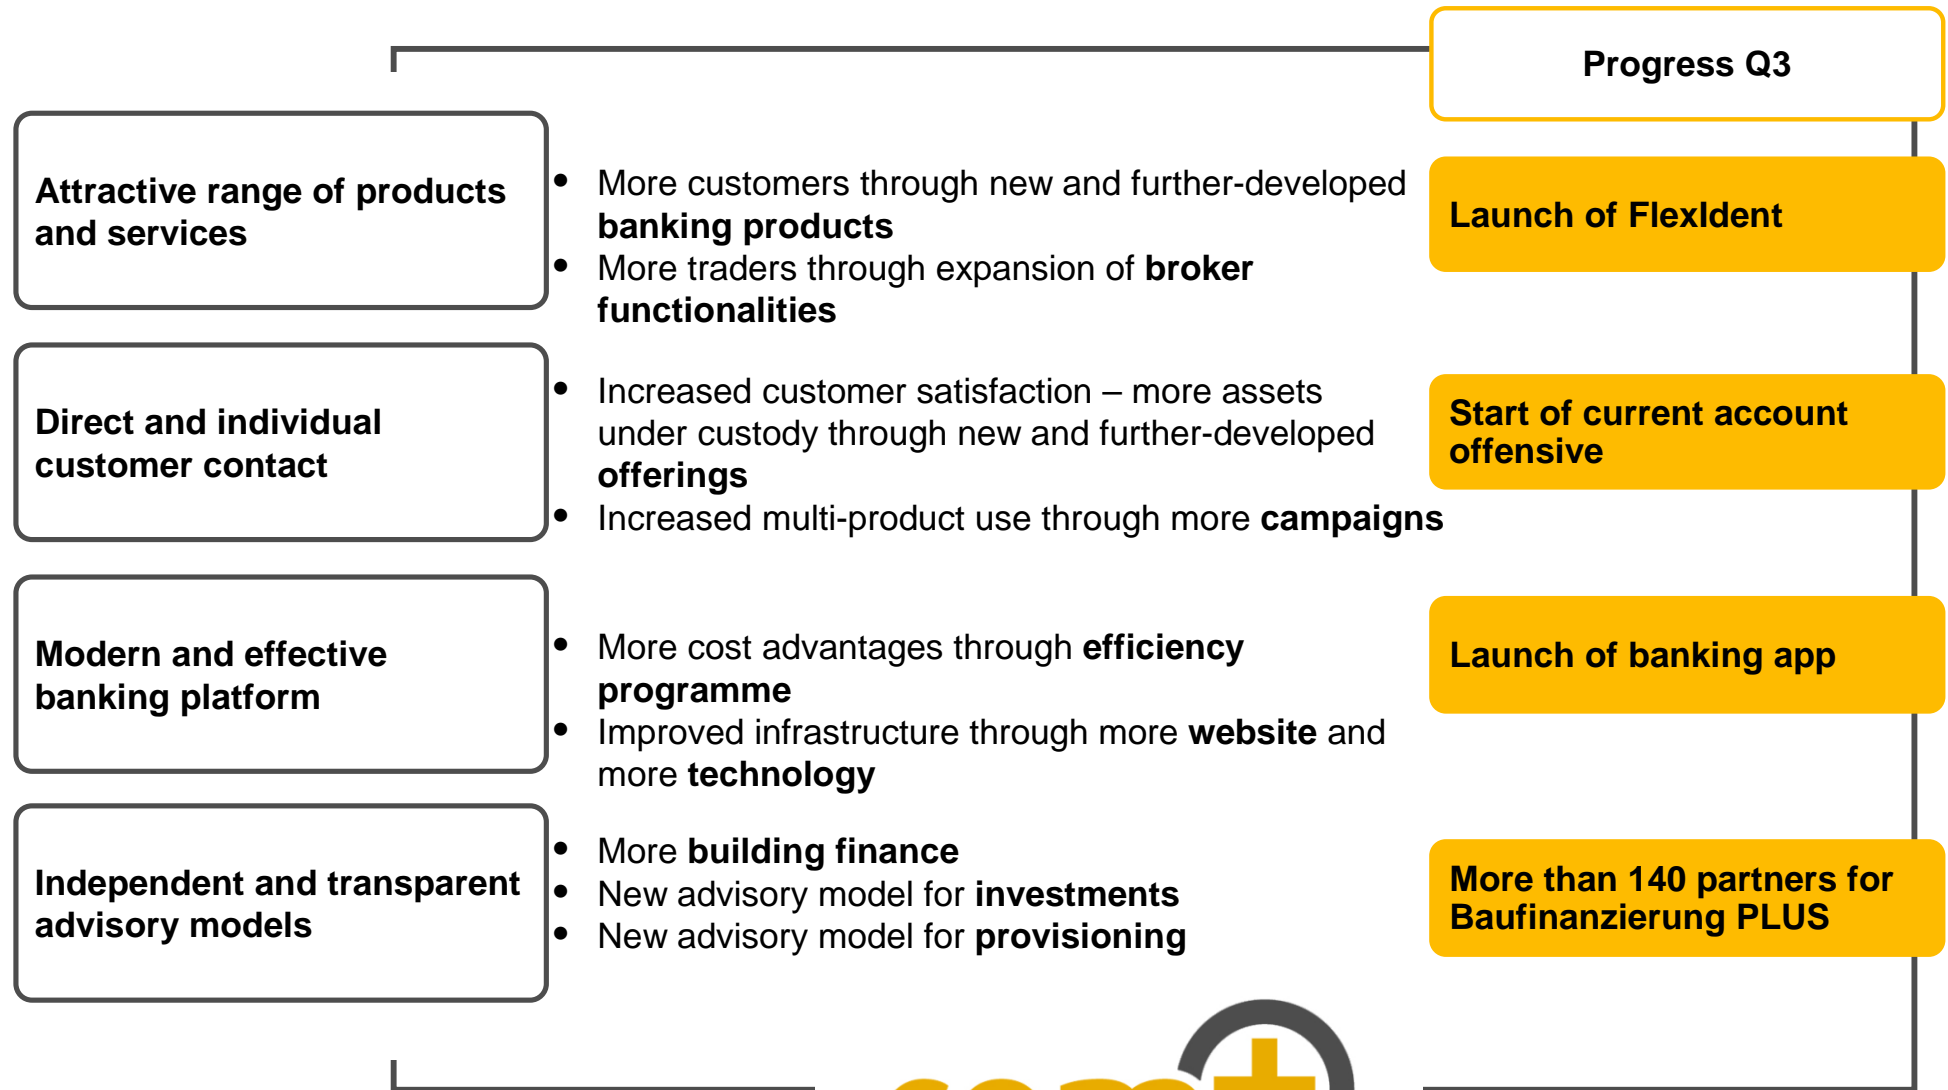 Progress Q3
Attractive range of products
and services
• More customers through new and further-developed
banking products
• More traders through expansion of broker
functionalities
Launch of FlexIdent
Direct and individual
customer contact
• Increased customer satisfaction – more assets
under custody through new and further-developed
offerings
• Increased multi-product use through more campaigns
Start of current account
offensive
Modern and effective
banking platform
• More cost advantages through efficiency
programme
• Improved infrastructure through more website and
more technology
Launch of banking app
Independent and transparent
advisory models
• More building finance
• New advisory model for investments
• New advisory model for provisioning
More than 140 partners for
Baufinanzierung PLUS